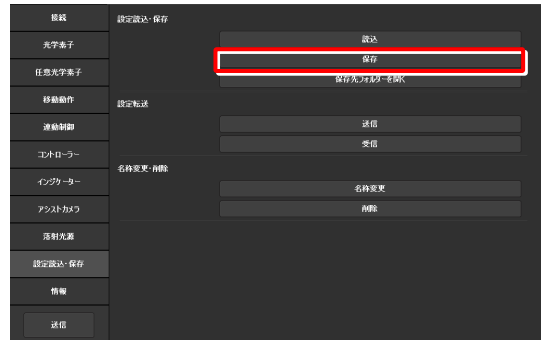 接続
光学素子
任意光学素子
移動動作
連動制御
コントローラー
インジケーター
アシストカメラ
落射光源
設定読込・保存
情報
送信
設定読込・保存
読込
保存
保存先フォルダーを開く
設定転送
送信
受信
名称変更・削除
名称変更
削除